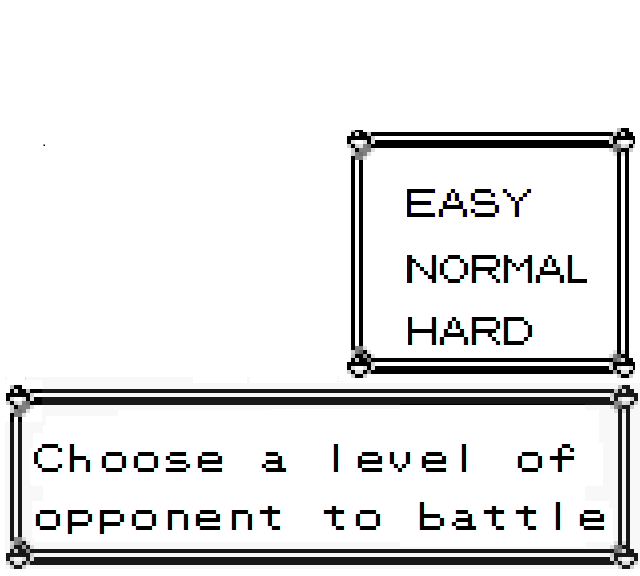 EASY
NORMAL
HARD
Choose a level of
opponent to battle